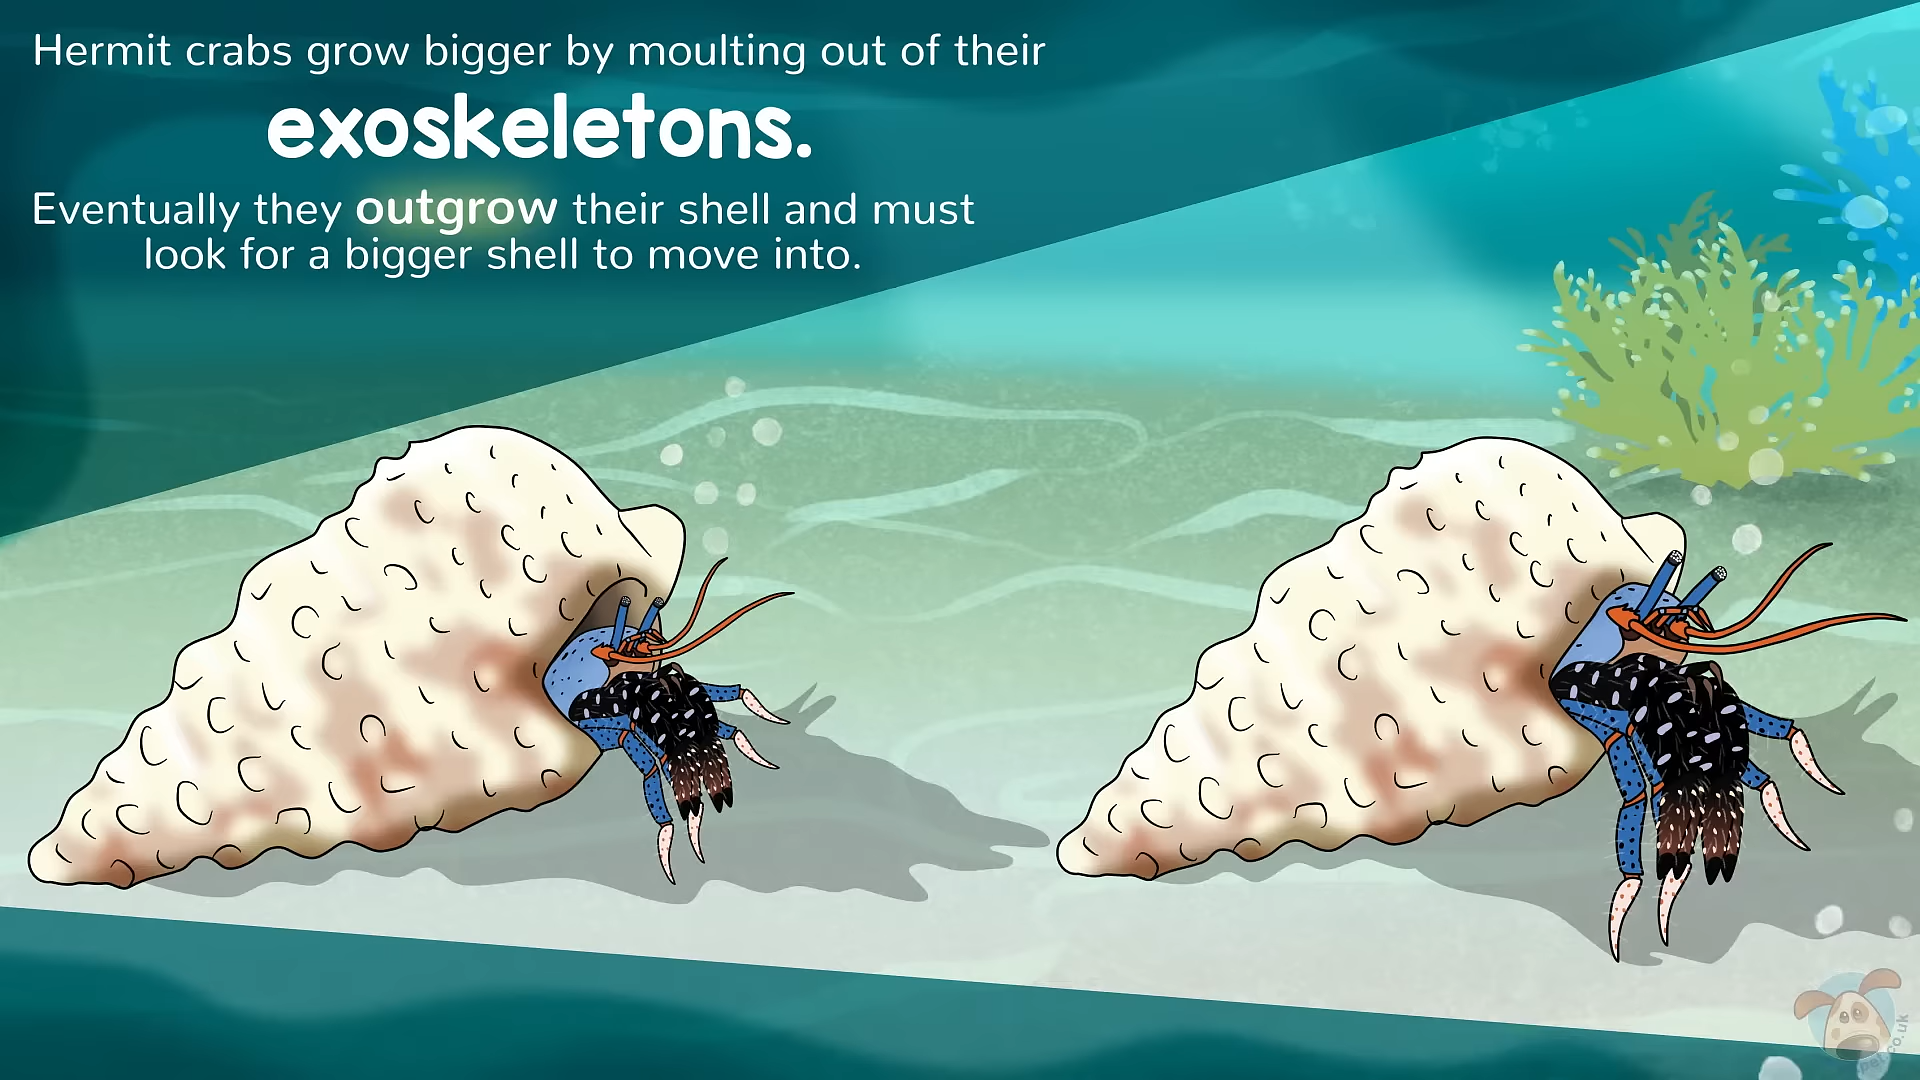 Hermit crabs grow bigger by moulting out of their
exoskeletons.
Eventually they outgrow their shell and must
look for a bigger shell to move into.